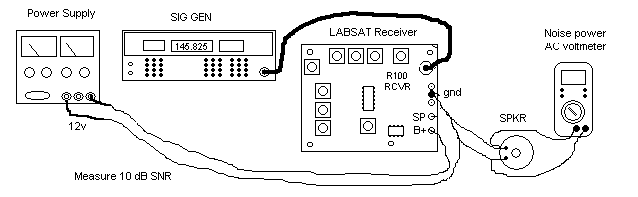 Power Supply
SIG GEN
LABSAT Receiver
Noise power
AC voltmeter
145.825
R100
RCVR
gnd
SP
B+
SPKR
12v
Measure 10 dB SNR